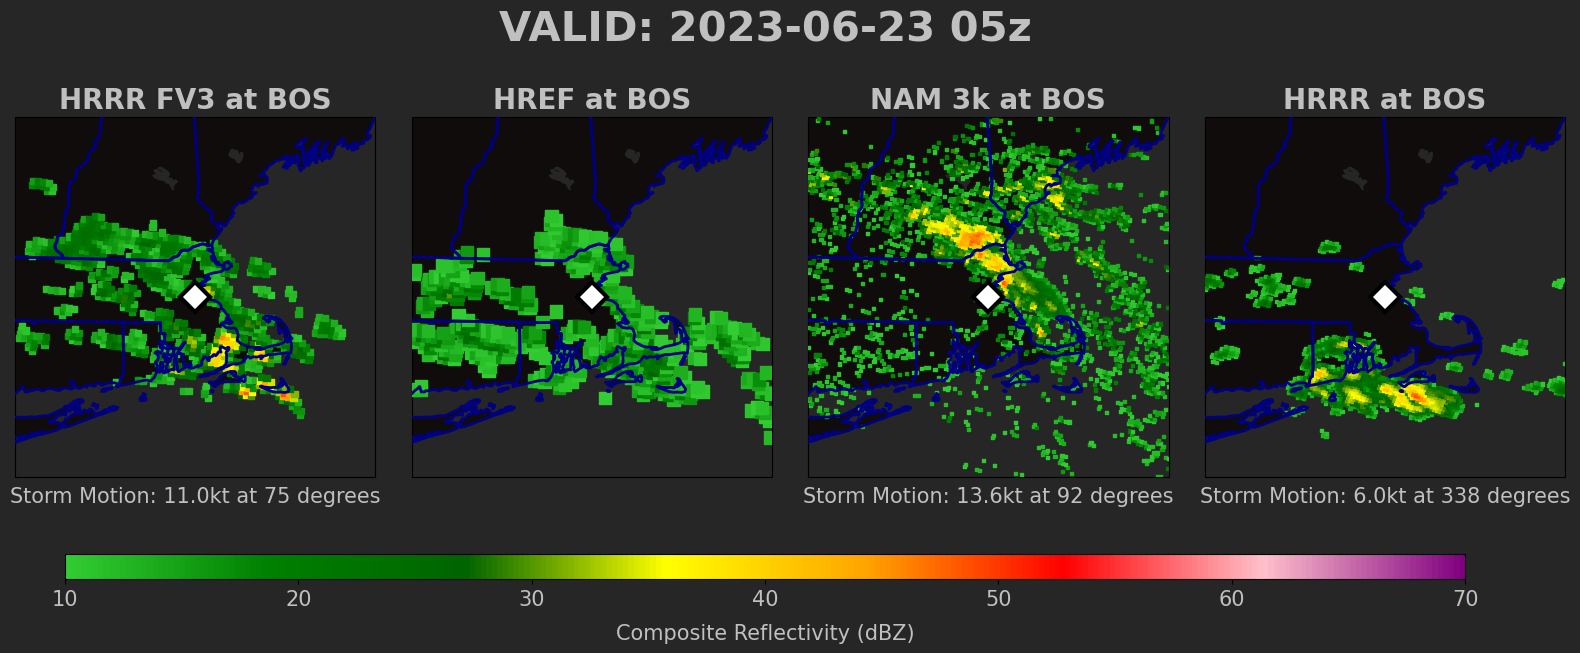 VALID: 2023-06-23 05z
HRRR FV3 at BOS
HREF at BOS
NAM 3k at BOS
HRRR at BOS
Storm Motion: 11.0kt at 75 degrees
Storm Motion: 13.6kt at 92 degrees
Storm Motion: 6.0kt at 338 degrees
10 20 30 40 50 60 70
Composite Reflectivity (dBZ)